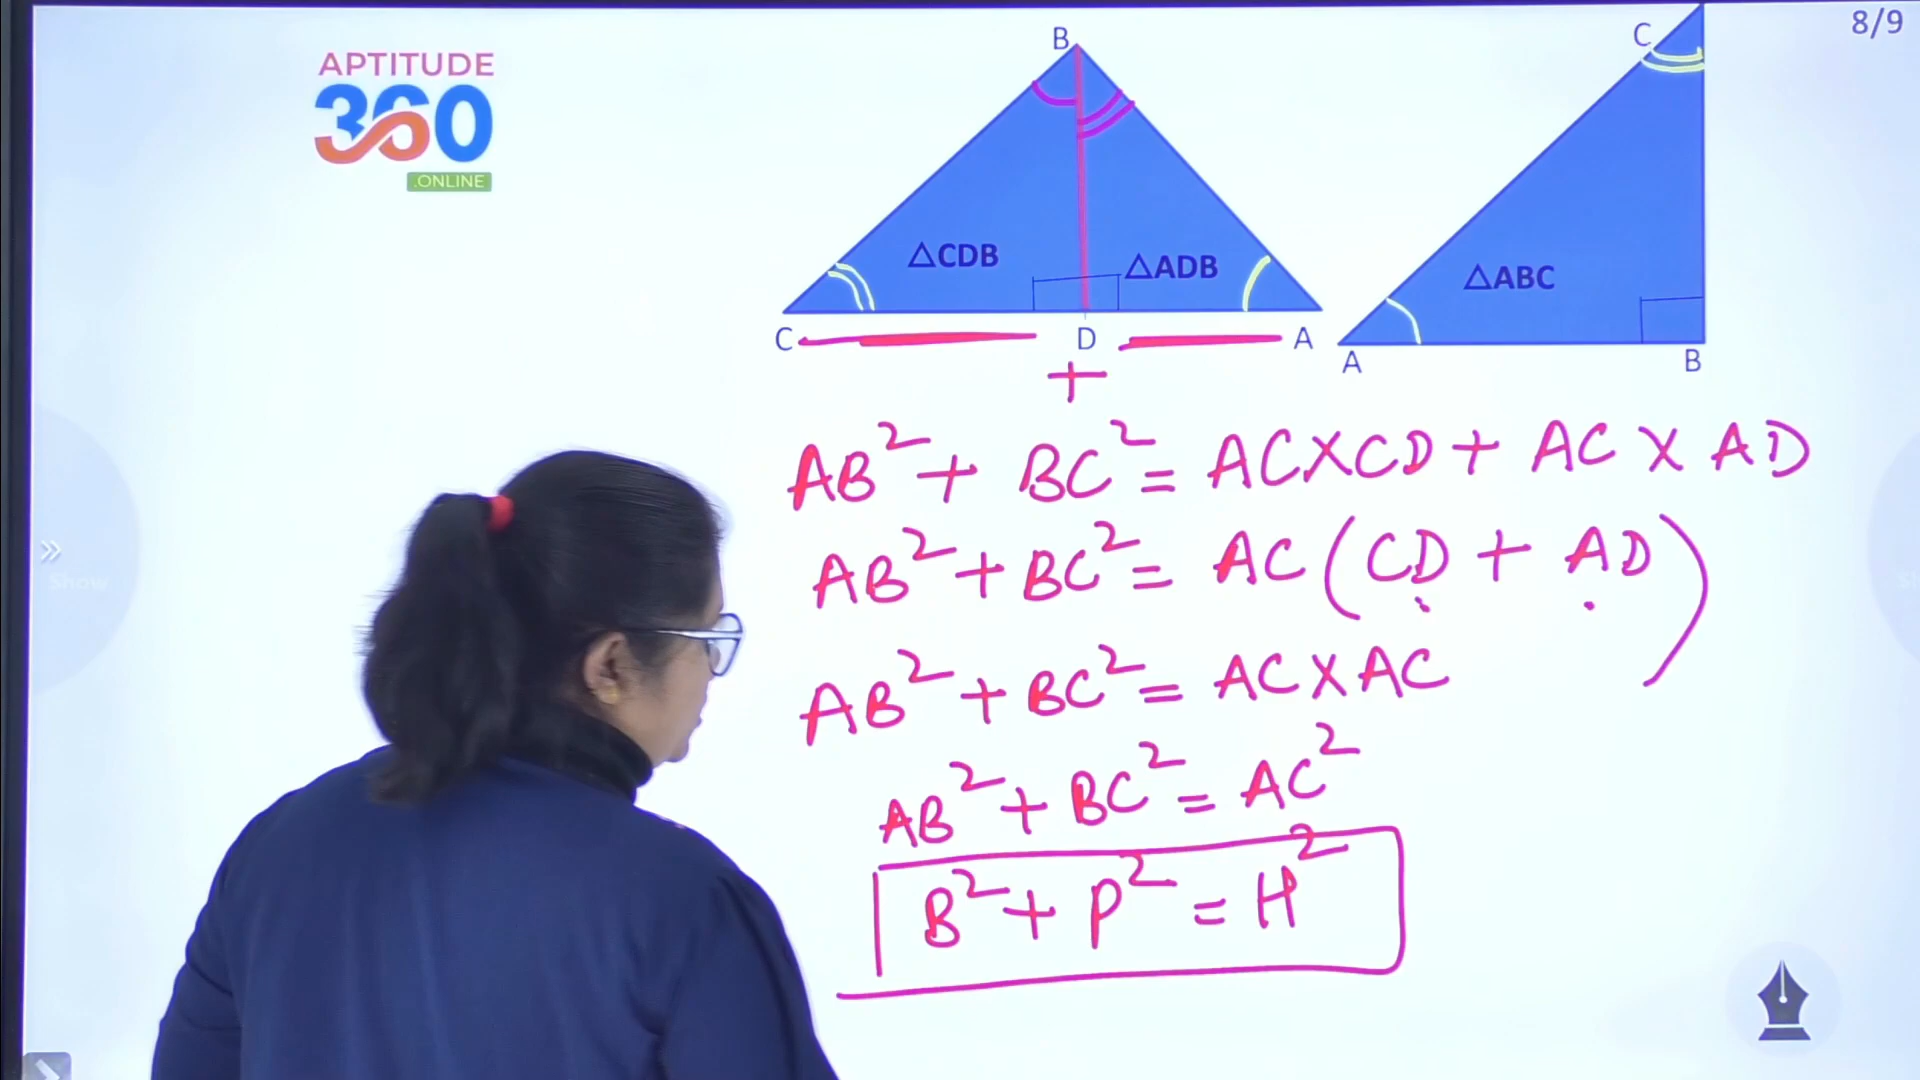 8/9
APTITUDE
360
.ONLINE
B
C
△CDB
△ADB
△ABC
C D A
A B
+
AB² + BC² = AC×CD + AC × AD
AB² + BC² = AC(CD + AD)
AB² + BC² = AC×AC
AB² + BC² = AC²
B² + P² = H²
Show